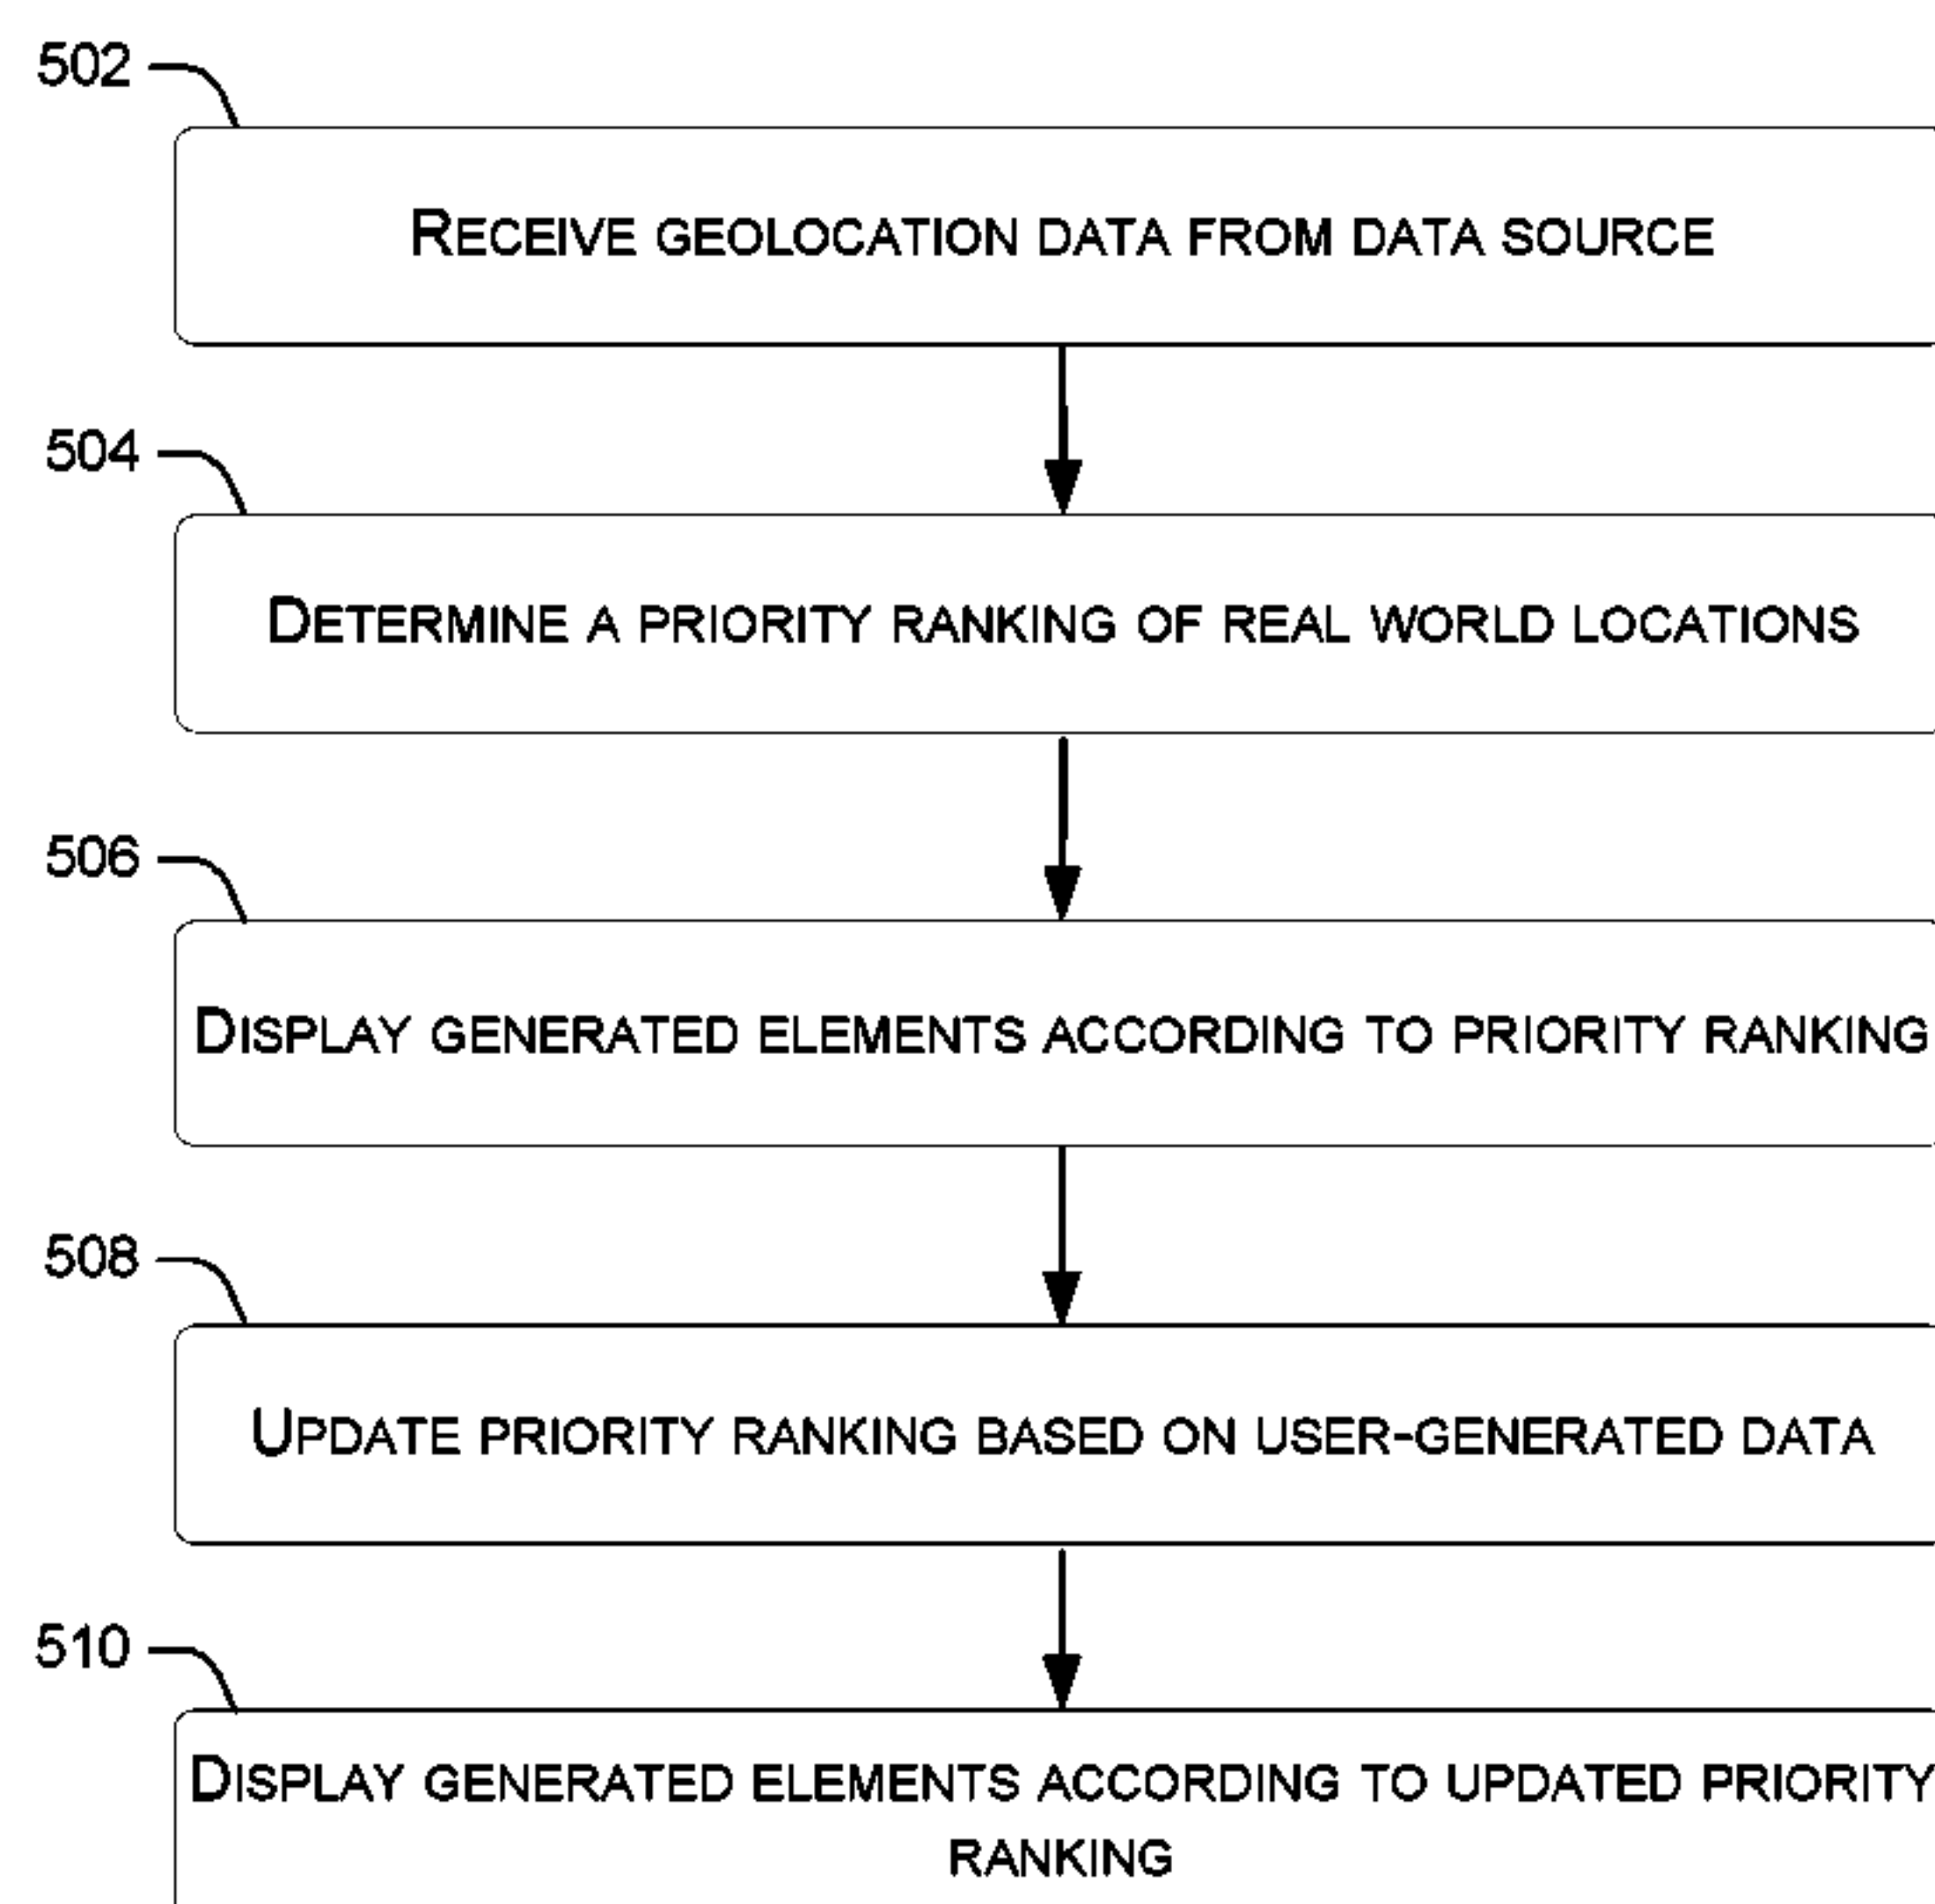 502
RECEIVE GEOLOCATION DATA FROM DATA SOURCE
504
DETERMINE A PRIORITY RANKING OF REAL WORLD LOCATIONS
506
DISPLAY GENERATED ELEMENTS ACCORDING TO PRIORITY RANKING
508
UPDATE PRIORITY RANKING BASED ON USER-GENERATED DATA
510
DISPLAY GENERATED ELEMENTS ACCORDING TO UPDATED PRIORITY
RANKING